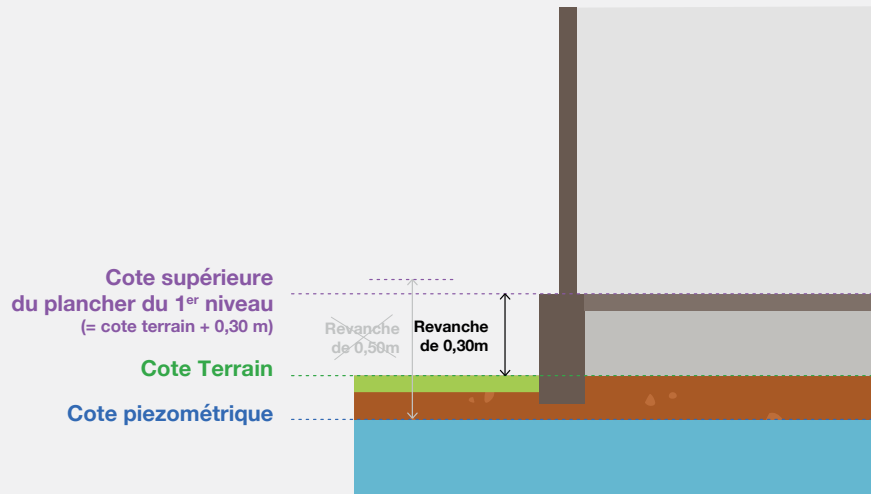 Cote supérieure
du plancher du 1er niveau
(= cote terrain + 0,30 m)
Revanche
de 0,50m
Revanche
de 0,30m
Cote Terrain
Cote piezométrique